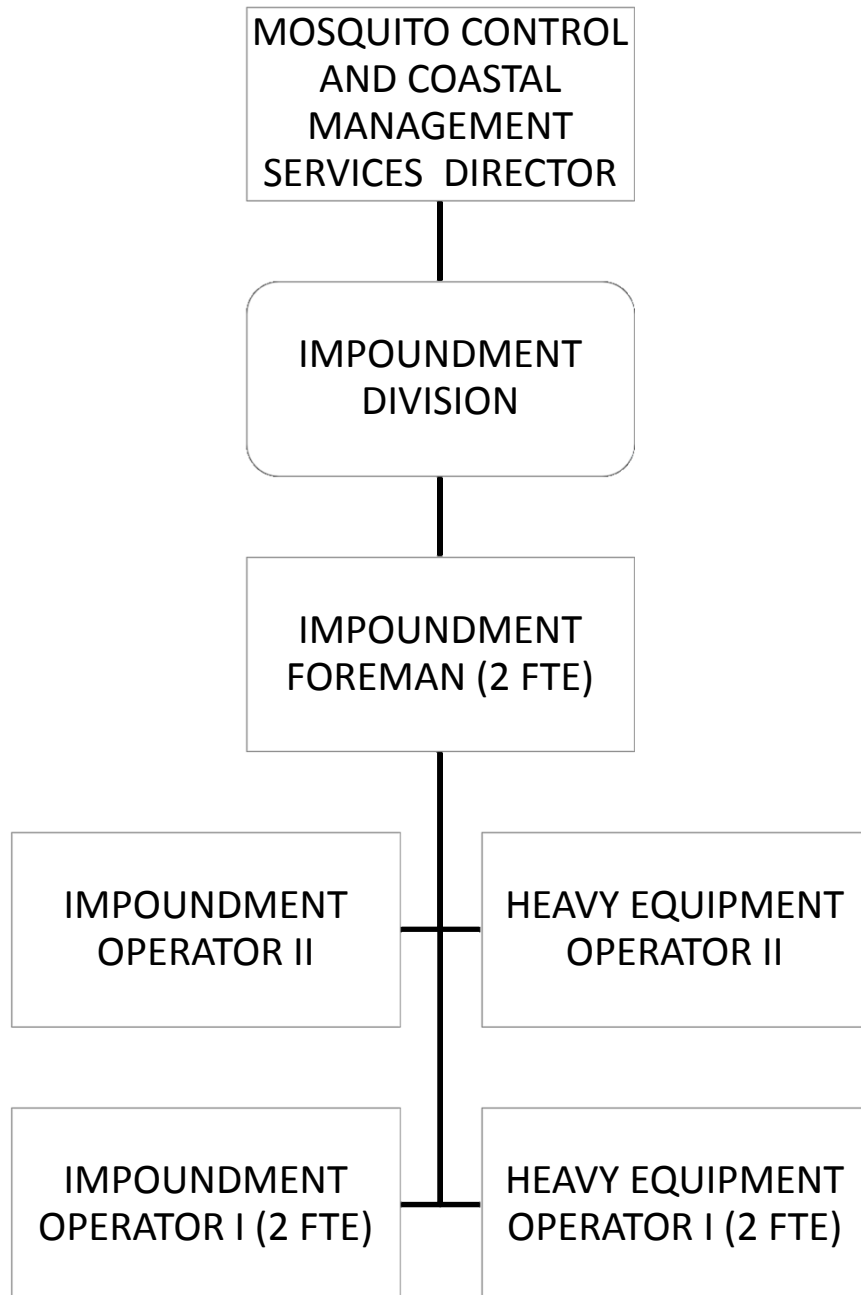 MOSQUITO CONTROL
AND COASTAL
MANAGEMENT
SERVICES  DIRECTOR
IMPOUNDMENT
DIVISION
IMPOUNDMENT
FOREMAN (2 FTE)
IMPOUNDMENT
OPERATOR II
HEAVY EQUIPMENT
OPERATOR II
IMPOUNDMENT
OPERATOR I (2 FTE)
HEAVY EQUIPMENT
OPERATOR I (2 FTE)